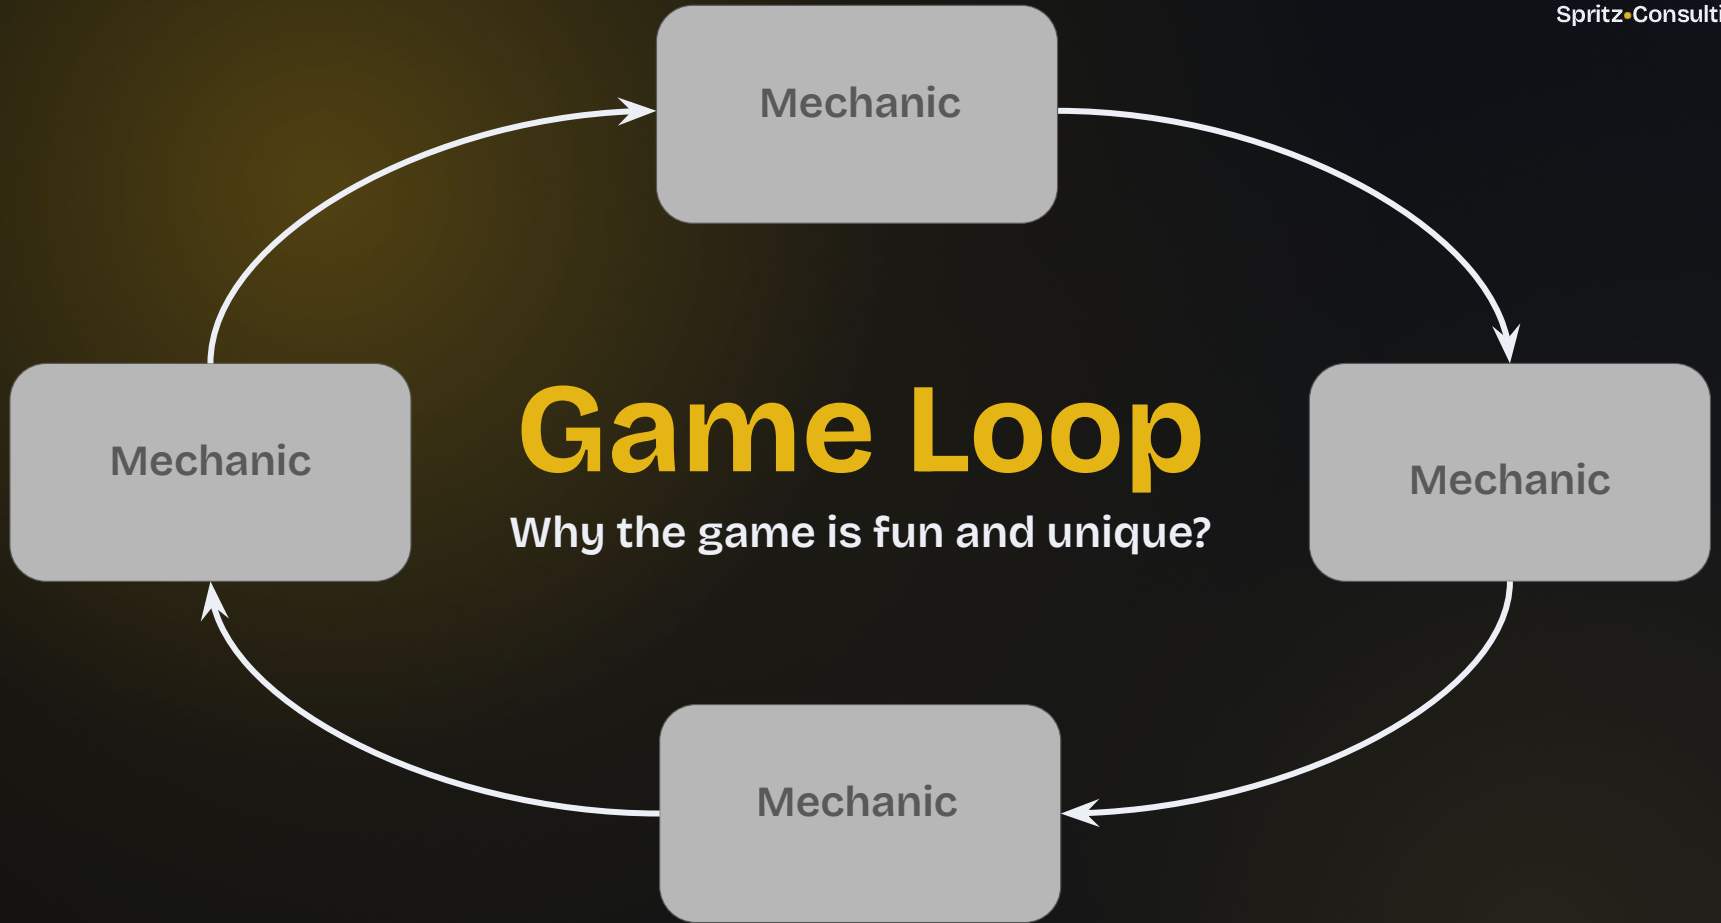 Spritz•Consulti
Mechanic
Mechanic
Game Loop
Why the game is fun and unique?
Mechanic
Mechanic